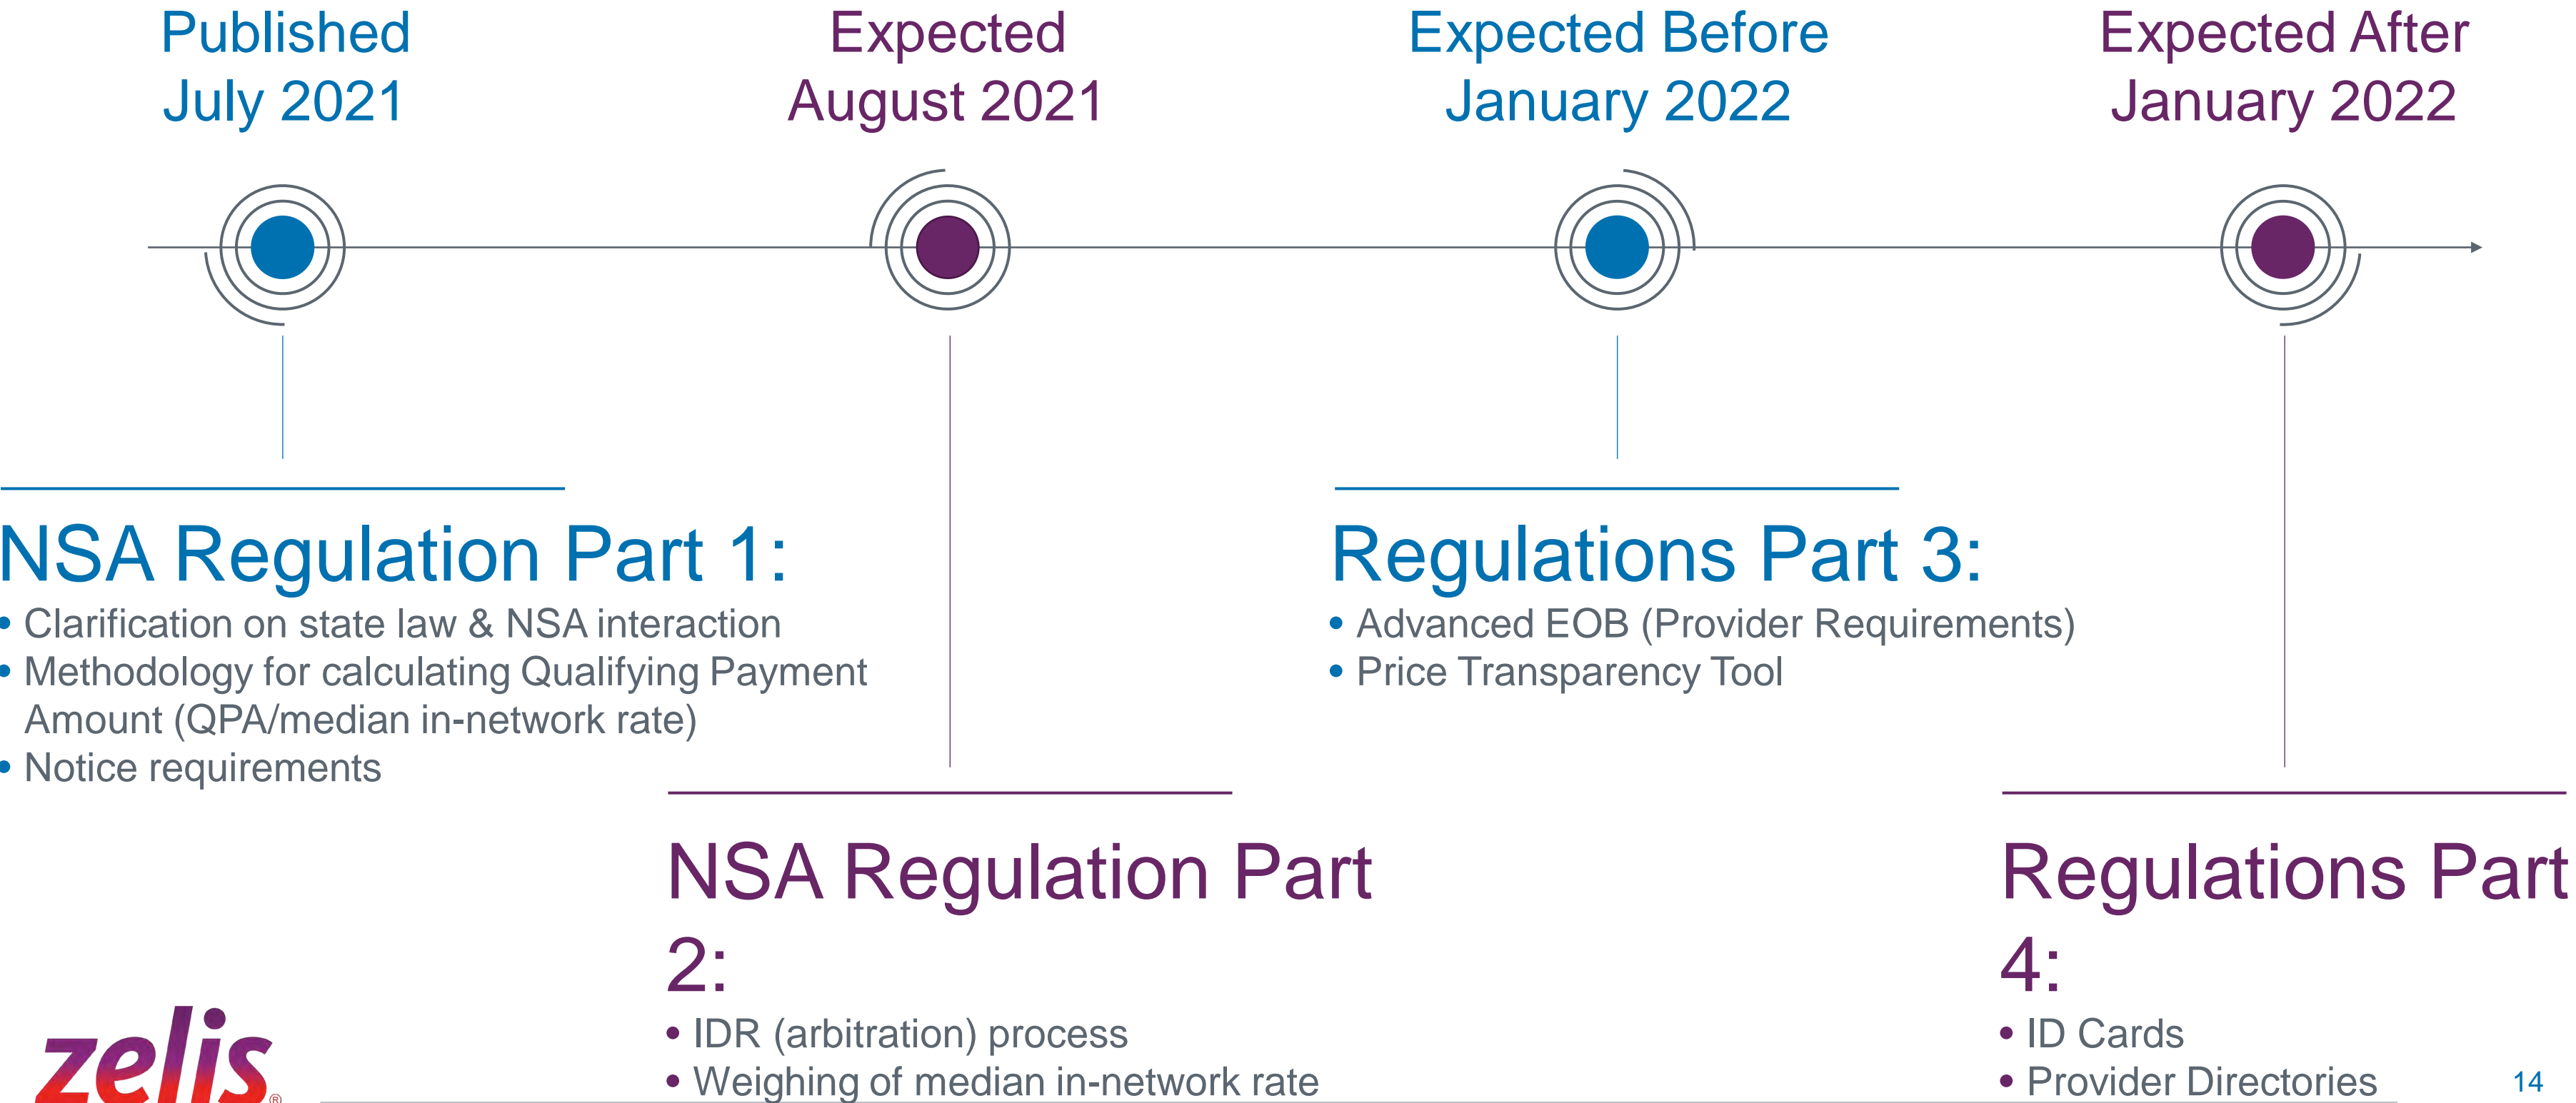 Published
July 2021
Expected
August 2021
Expected Before
January 2022
Expected After
January 2022
NSA Regulation Part 1:
• Clarification on state law & NSA interaction
• Methodology for calculating Qualifying Payment
Amount (QPA/median in-network rate)
• Notice requirements
NSA Regulation Part
2:
• IDR (arbitration) process
• Weighing of median in-network rate
Regulations Part 3:
• Advanced EOB (Provider Requirements)
• Price Transparency Tool
Regulations Part
4:
• ID Cards
• Provider Directories
zelis®
14